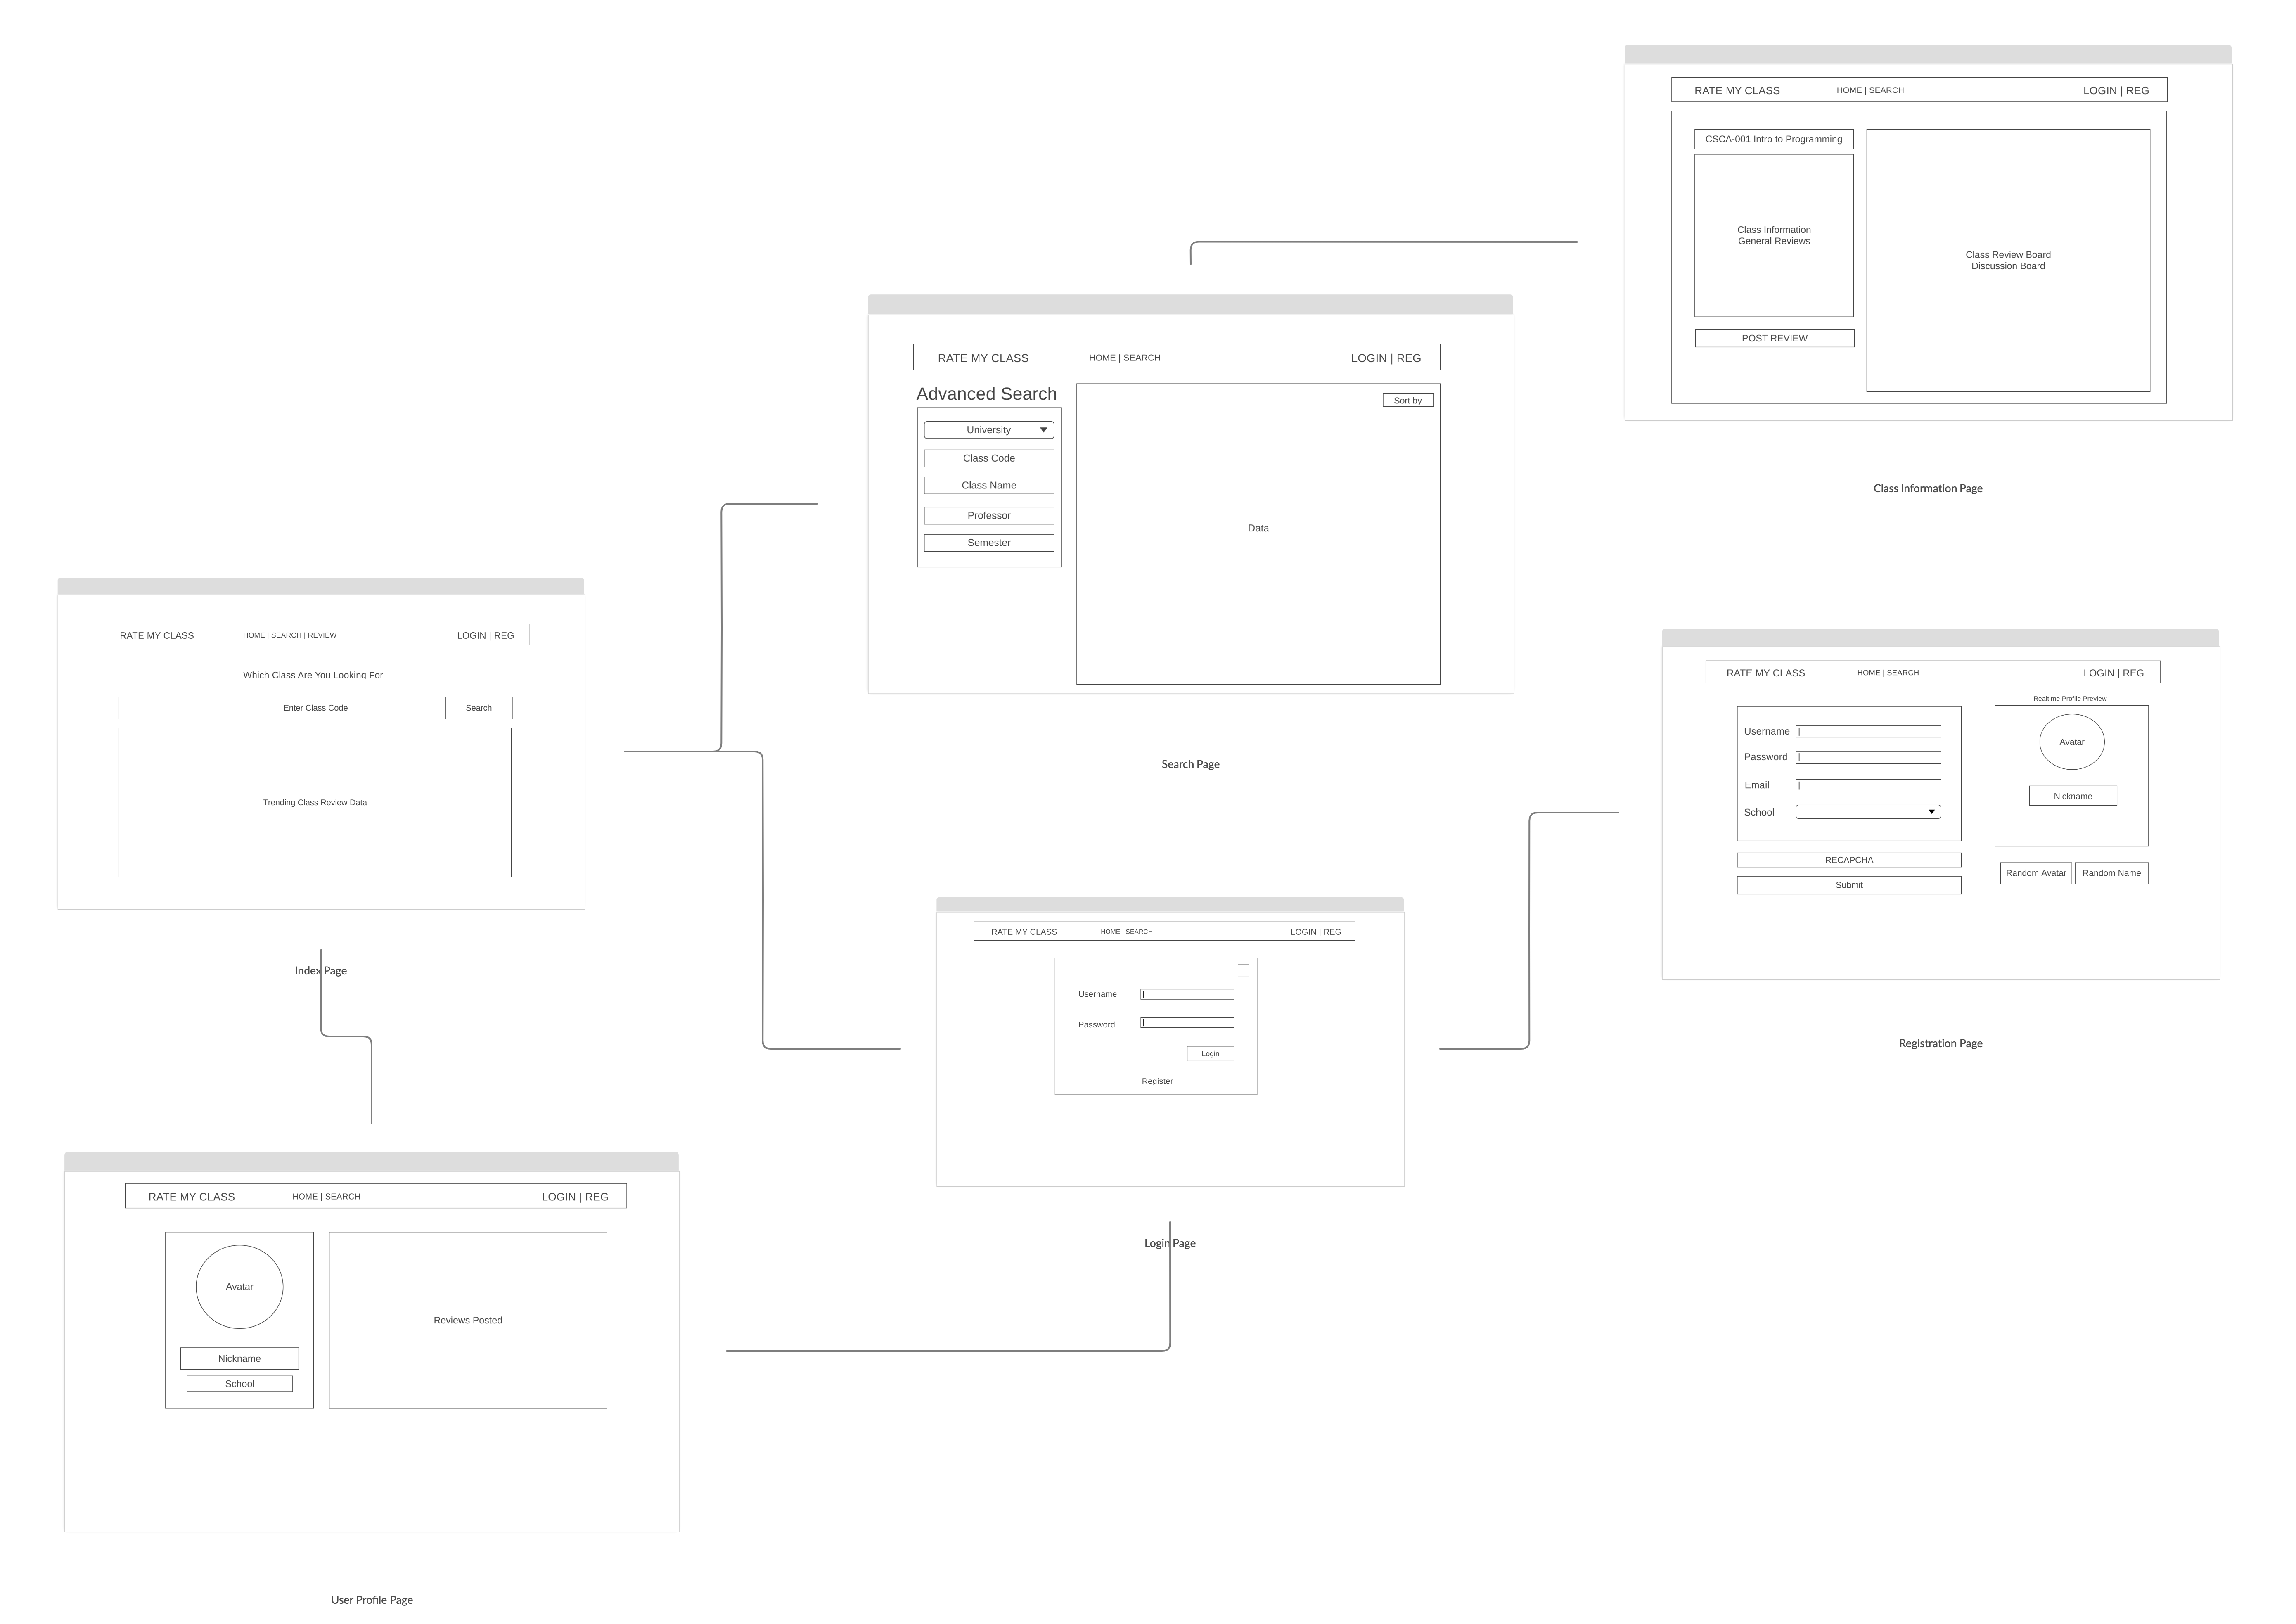 RATE MY CLASS HOME | SEARCH LOGIN | REG
CSCA-001 Intro to Programming
Class Information
General Reviews
POST REVIEW
Class Review Board
Discussion Board
Class Information Page
RATE MY CLASS HOME | SEARCH LOGIN | REG
Advanced Search
University
Class Code
Class Name
Professor
Semester
Sort by
Data
Search Page
RATE MY CLASS HOME | SEARCH | REVIEW LOGIN | REG
Which Class Are You Looking For
Enter Class Code Search
Trending Class Review Data
Index Page
RATE MY CLASS HOME | SEARCH LOGIN | REG
Username
Password
Email
School
RECAPCHA
Submit
Realtime Profile Preview
Avatar
Nickname
Random Avatar Random Name
Registration Page
RATE MY CLASS HOME | SEARCH LOGIN | REG
Username
Password
Login
Register
Login Page
RATE MY CLASS HOME | SEARCH LOGIN | REG
Avatar
Nickname
School
Reviews Posted
User Profile Page